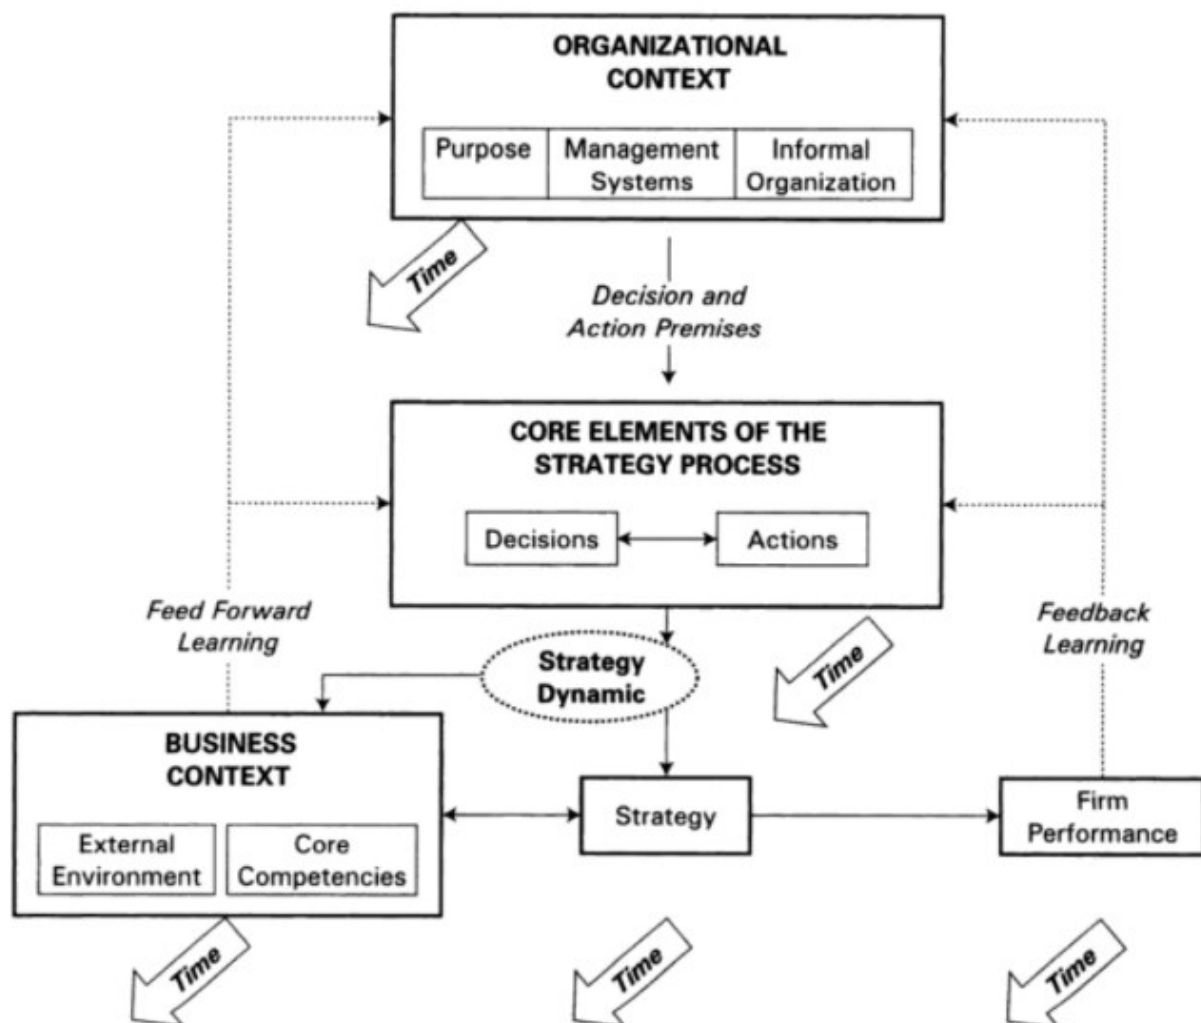 ORGANIZATIONAL
CONTEXT
Purpose
Management
Systems
Informal
Organization
Time
Decision and
Action Premises
CORE ELEMENTS OF THE
STRATEGY PROCESS
Decisions
Actions
Feed Forward
Learning
Feedback
Learning
Strategy
Dynamic
Time
BUSINESS
CONTEXT
External
Environment
Core
Competencies
Strategy
Firm
Performance
Time
Time
Time